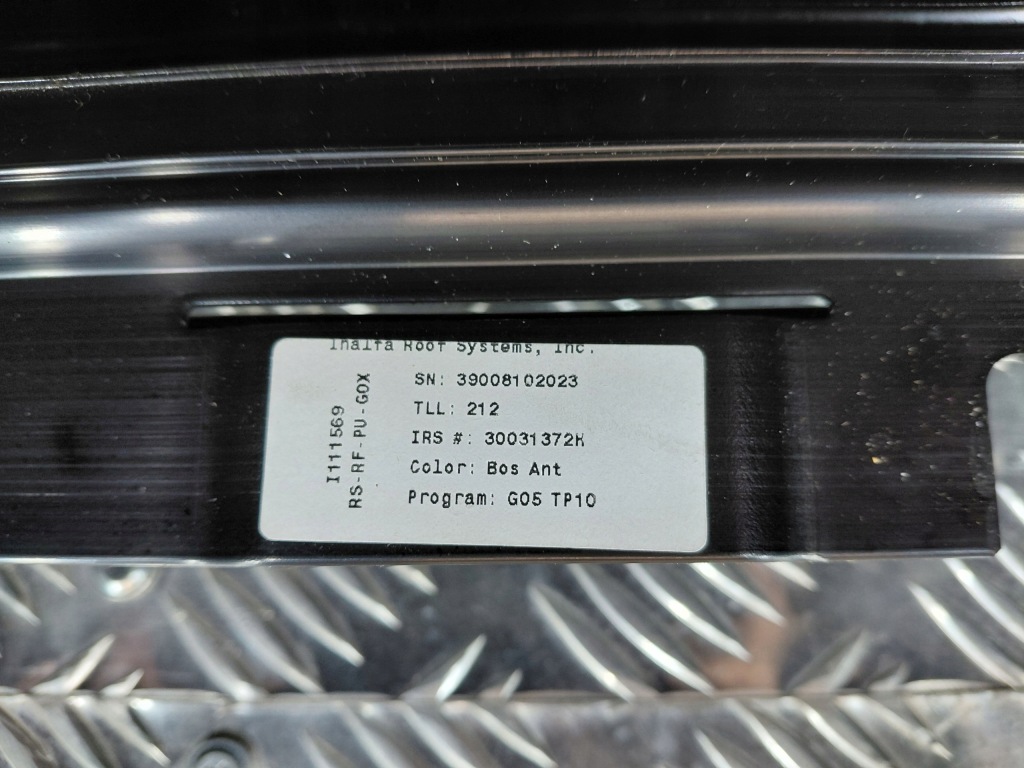 Inalfa Roof Systems, Inc.
SN: 39008102023
TLL: 212
IRS #: 30031372K
Color: Bos Ant
Program: G05 TP10
I111569
RS-RF-PU-G0X